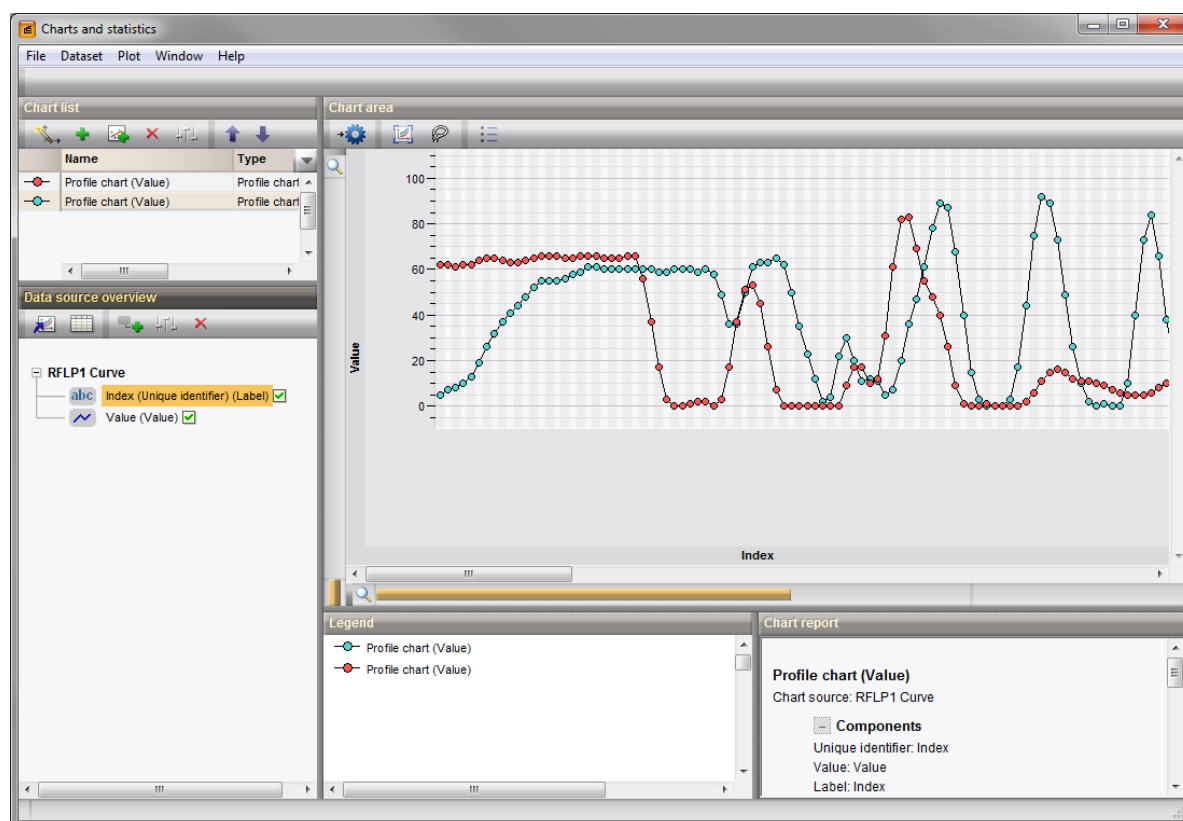 Charts and statistics
File Dataset Plot Window Help
Chart list
Name Type
Profile chart (Value) Profile chart
Profile chart (Value) Profile chart
Data source overview
RFLP1 Curve
abc Index (Unique identifier) (Label)
Value (Value)
Chart area
100
80
60
40
20
0
Value
Index
Legend
Profile chart (Value)
Profile chart (Value)
Chart report
Profile chart (Value)
Chart source: RFLP1 Curve
Components
Unique identifier: Index
Value: Value
Label: Index